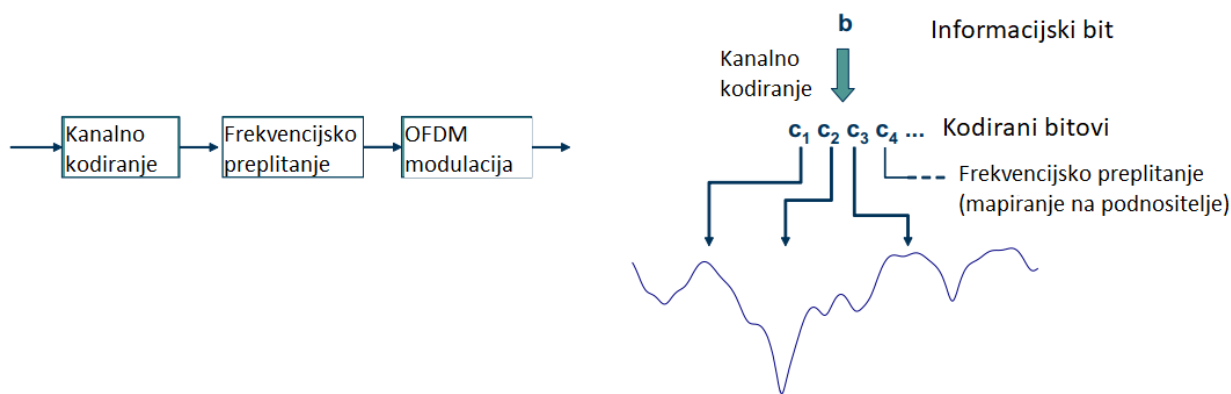 Kanalno
kodiranje
Frekvencijsko
preplitanje
OFDM
modulacija
b
Informacijski bit
Kanalno
kodiranje
c₁ c₂ c₃ c₄ ...
Kodirani bitovi
Frekvencijsko preplitanje
(mapiranje na podnositelje)